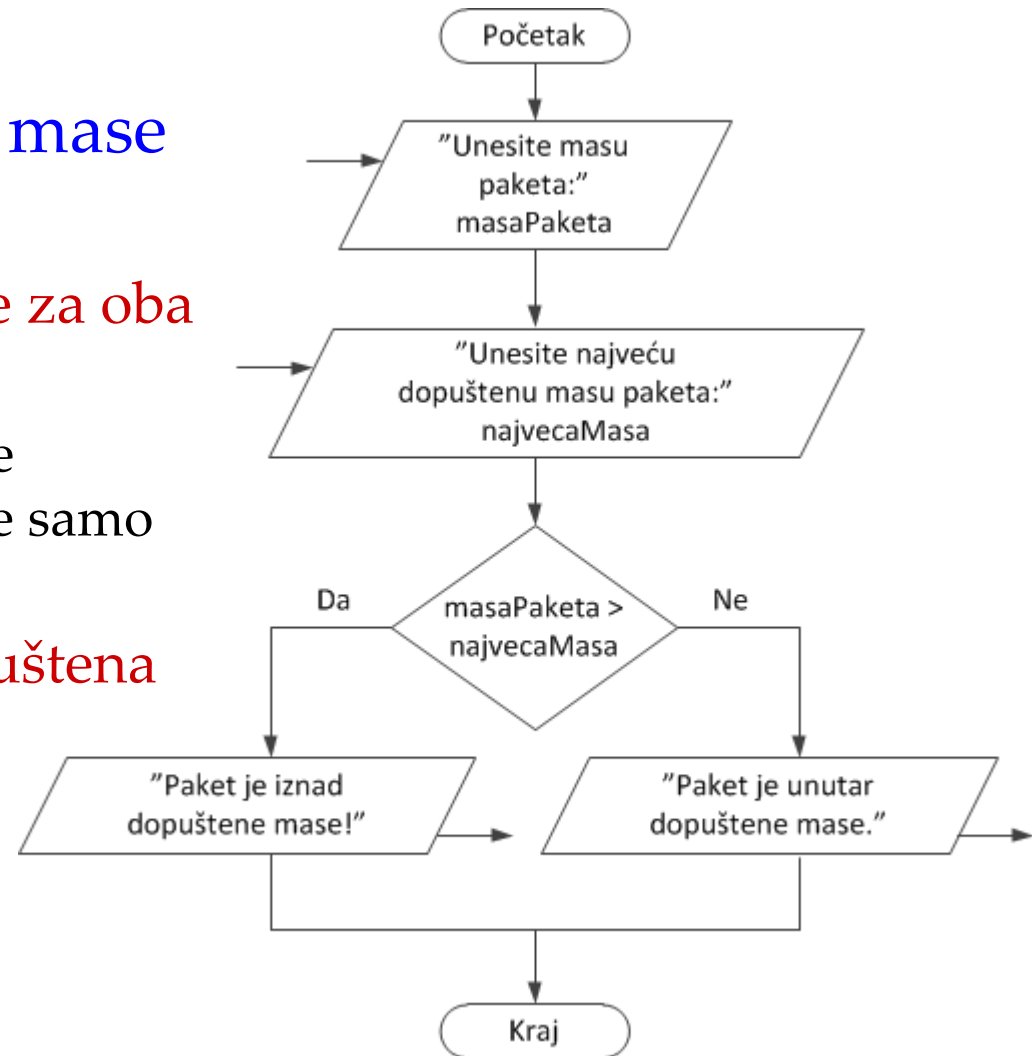 mase
e za oba
e
e samo
uštena
Početak
"Unesite masu
paketa:"
masaPaketa
"Unesite najveću
dopuštenu masu paketa:"
najvecaMasa
masaPaketa >
najvecaMasa
Da
Ne
"Paket je iznad
dopuštene mase!"
"Paket je unutar
dopuštene mase."
Kraj